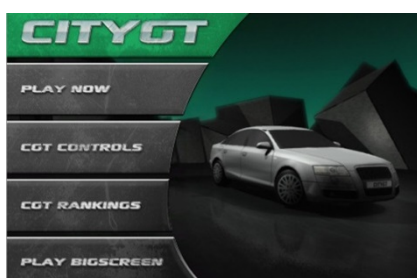 CITYGT
PLAY NOW
CGT CONTROLS
CGT RANKINGS
PLAY BIGSCREEN